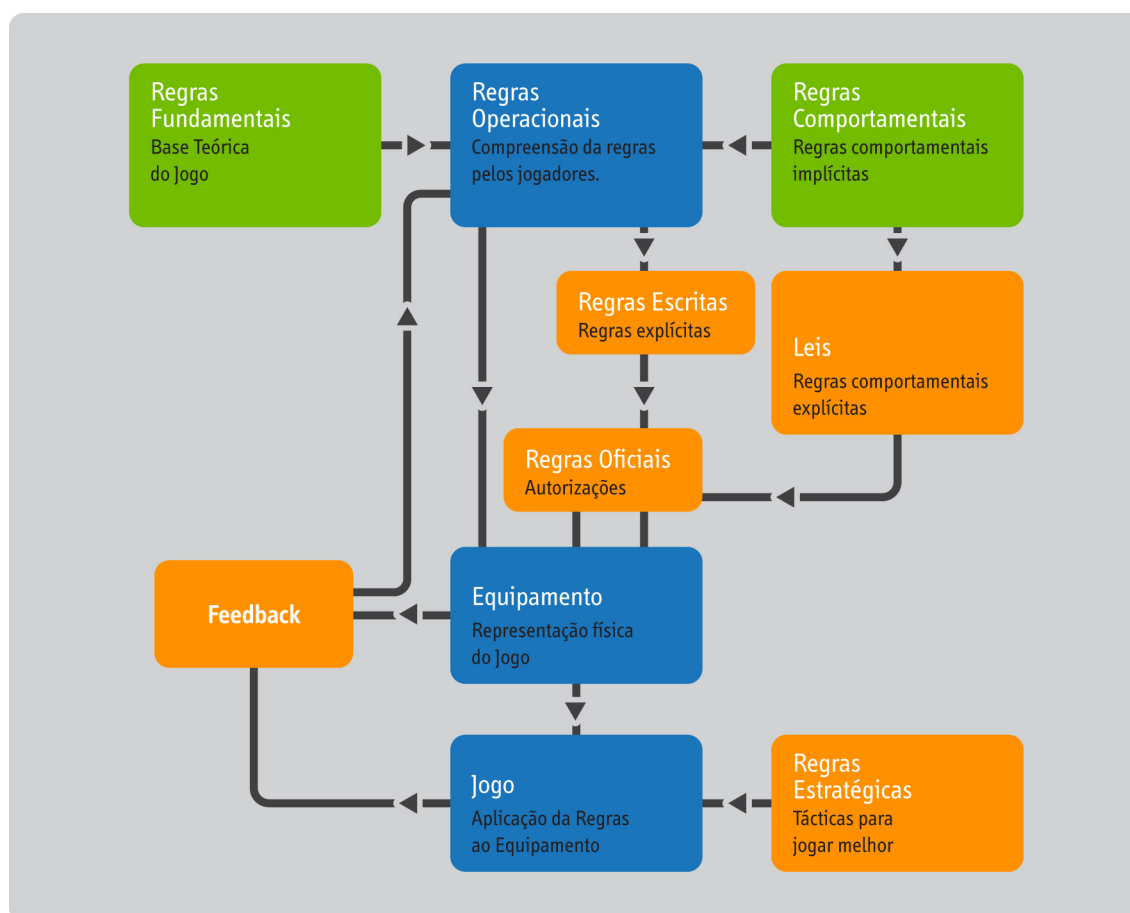 Regras
Fundamentais
Base Teórica
do Jogo
Regras
Operacionais
Compreensão da regras
pelos jogadores.
Regras
Comportamentais
Regras comportamentais
implícitas
Regras Escritas
Regras explícitas
Leis
Regras comportamentais
explícitas
Regras Oficiais
Autorizações
Feedback
Equipamento
Representação física
do Jogo
Jogo
Aplicação da Regras
ao Equipamento
Regras
Estratégicas
Tácticas para
jogar melhor